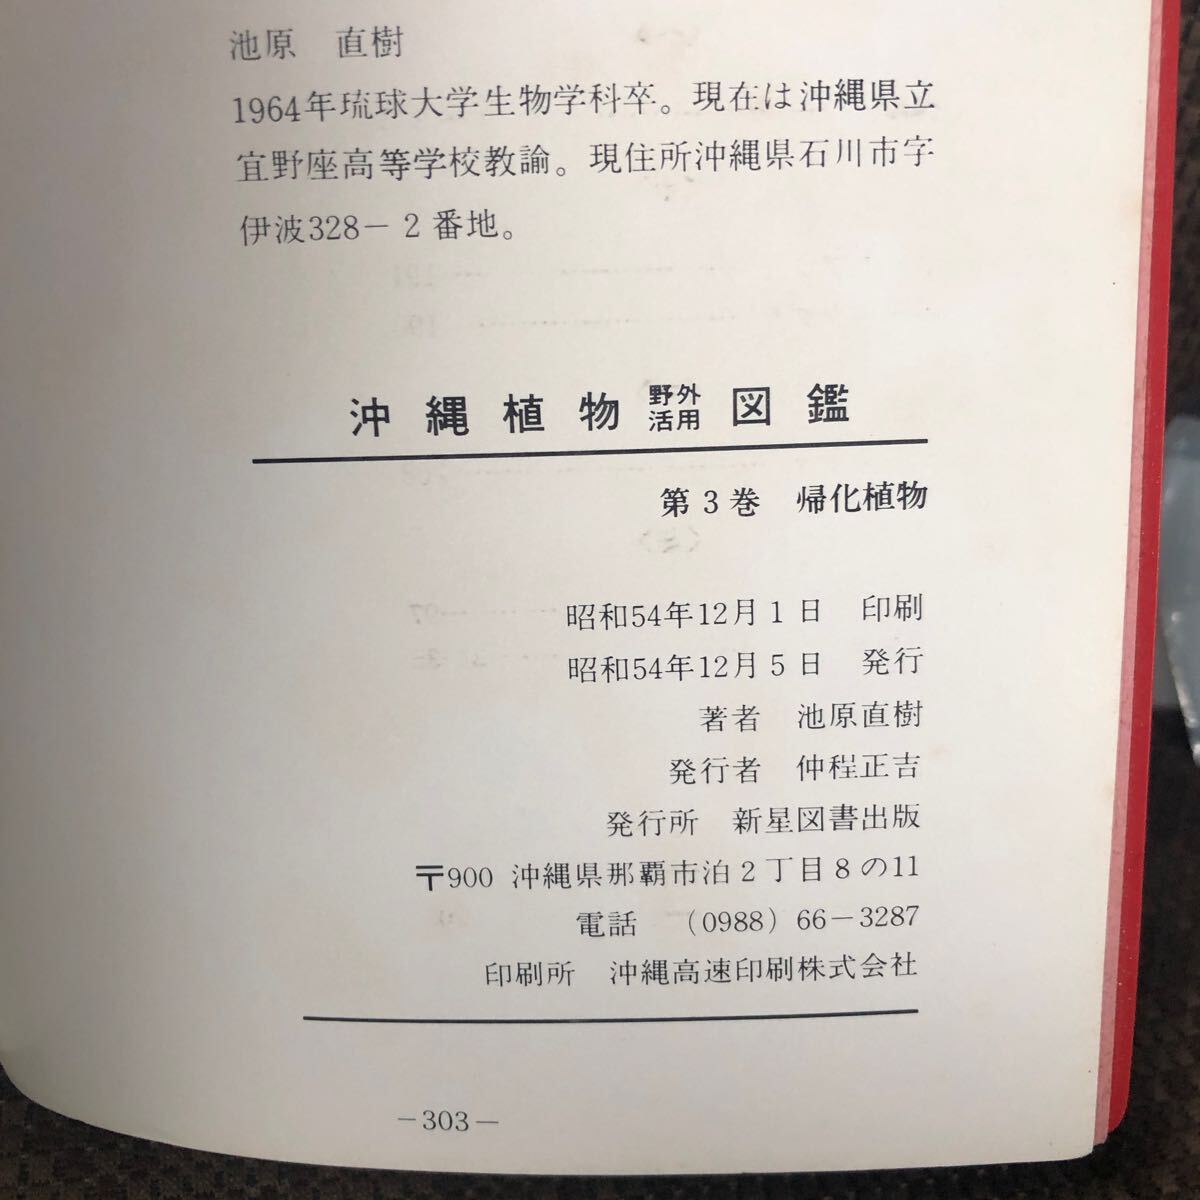 池原　直樹
1964年琉球大学生物学科卒。現在は沖縄県立
宜野座高等学校教諭。現住所沖縄県石川市字
伊波328－2番地。
沖縄植物野外活用図鑑
第3巻　帰化植物
昭和54年12月1日　印刷
昭和54年12月5日　発行
著者　池原直樹
発行者　仲程正吉
発行所　新星図書出版
〒900 沖縄県那覇市泊2丁目8の11
電話　（0988）66－3287
印刷所　沖縄高速印刷株式会社
－303－